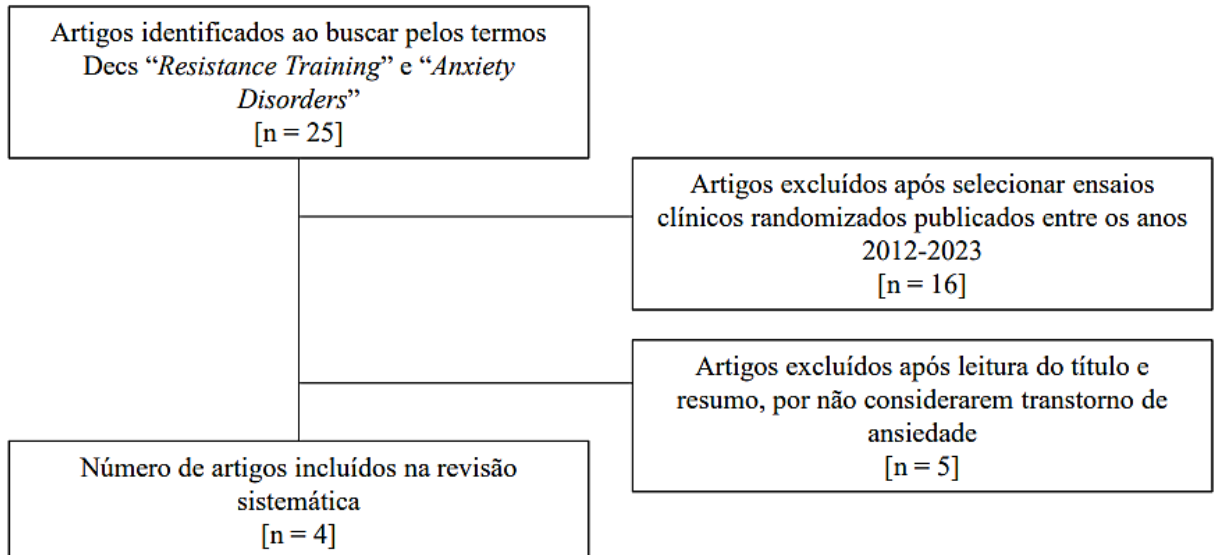 Artigos identificados ao buscar pelos termos
Decs “Resistance Training” e “Anxiety
Disorders”
[n = 25]
Artigos excluídos após selecionar ensaios
clínicos randomizados publicados entre os anos
2012-2023
[n = 16]
Artigos excluídos após leitura do título e
resumo, por não considerarem transtorno de
ansiedade
[n = 5]
Número de artigos incluídos na revisão
sistemática
[n = 4]